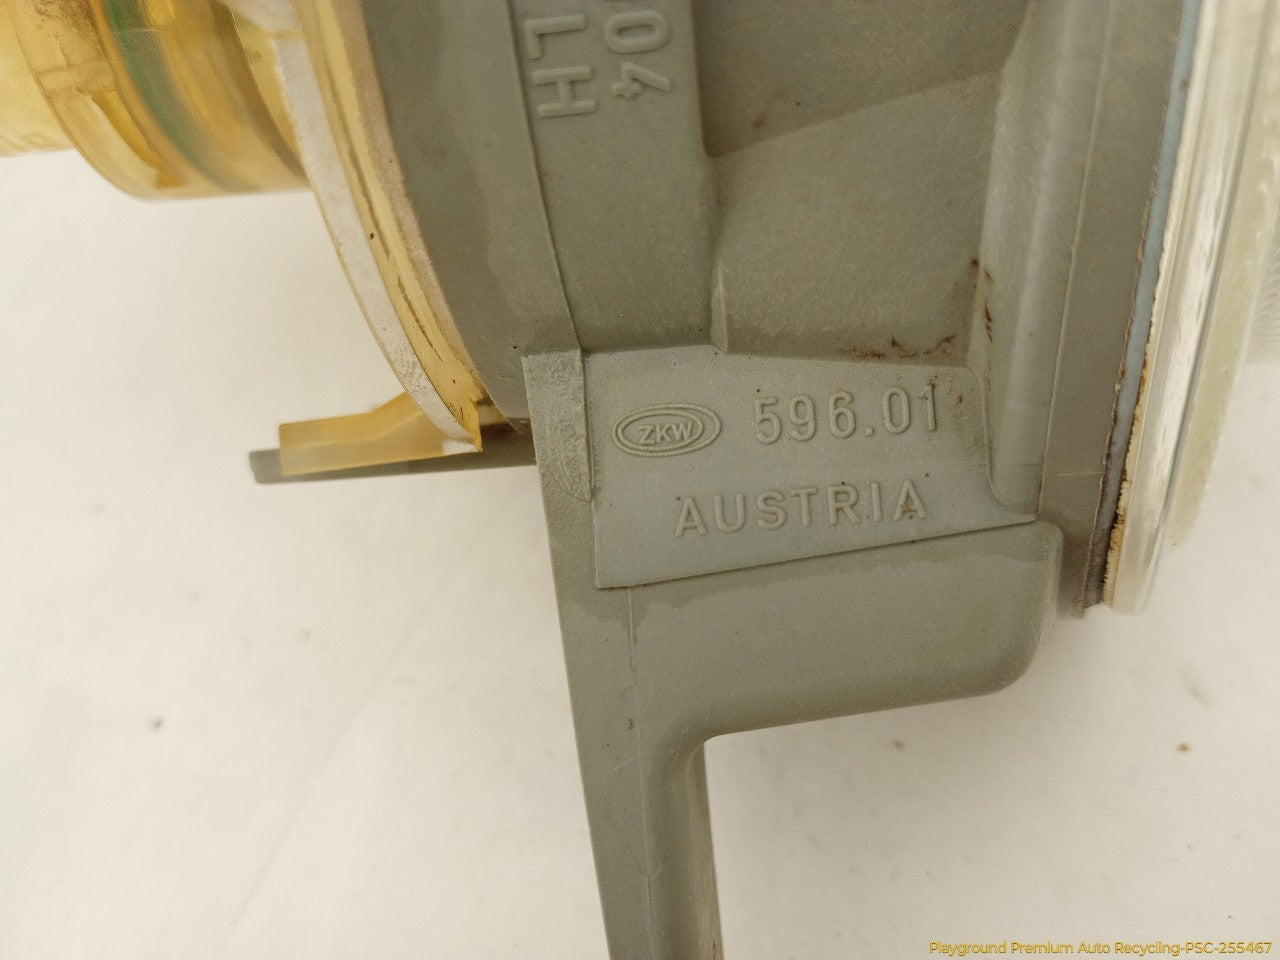 04
LH
ZKW 596.01
AUSTRIA
Playground Premium Auto Recycling-PSC-255467